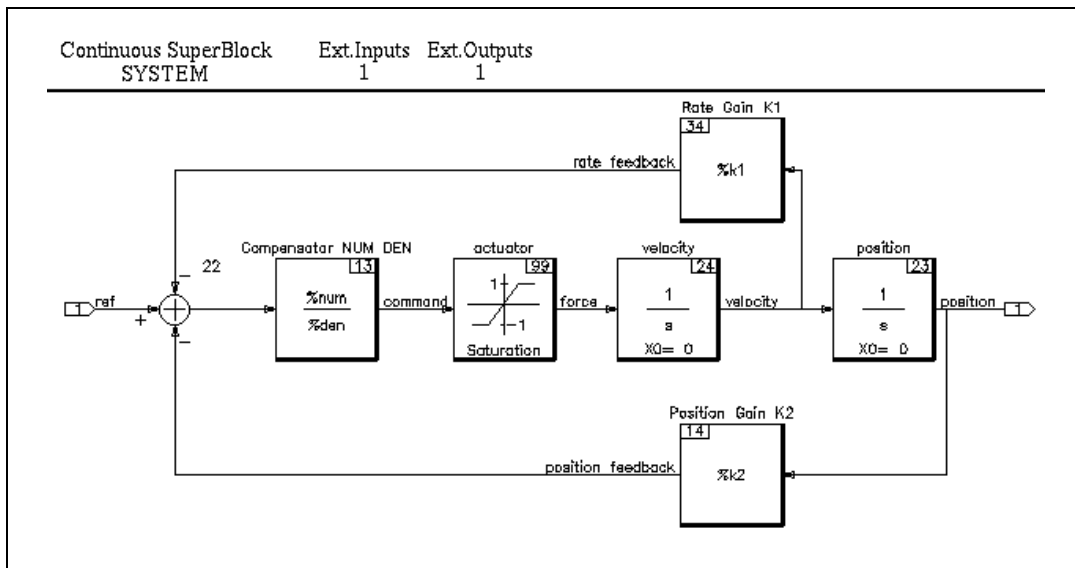 Continuous SuperBlock Ext.Inputs Ext.Outputs
SYSTEM 1 1
Rate Gain K1
34
rate feedback
%k1
Compensator NUM DEN
actuator
velocity
position
22
13
99
24
23
1
ref
+
−
−
%num
%den
command
1
−1
Saturation
force
1
s
X0= 0
velocity
1
s
X0= 0
position
1
Position Gain K2
14
position feedback
%k2